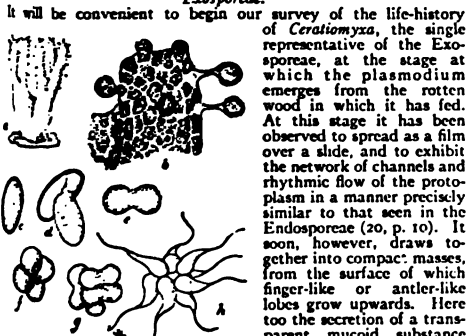 Exosporeae.
It will be convenient to begin our survey of the life-history
of Ceratiomyxa, the single
representative of the Exo-
sporeae, at the stage at
which the plasmodium
emerges from the rotten
wood in which it has fed.
At this stage it has been
observed to spread as a film
over a slide, and to exhibit
the network of channels and
rhythmic flow of the proto-
plasm in a manner precisely
similar to that seen in the
Endosporeae (20, p. 10). It
soon, however, draws to-
gether into compact masses,
from the surface of which
finger-like or antler-like
lobes grow upwards. Here
too the secretion of a trans-
parent mucoid substance
a
b
c
d
e
f
g
h